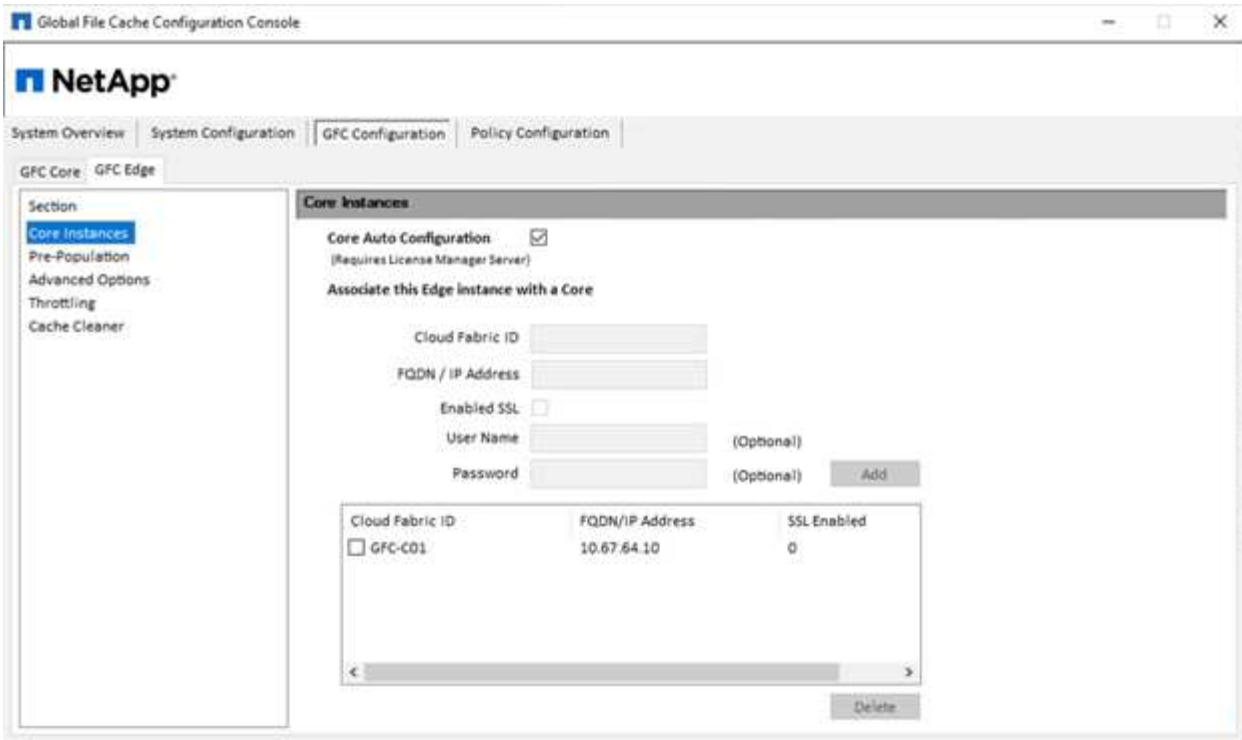 Global File Cache Configuration Console
NetApp
System Overview System Configuration GFC Configuration Policy Configuration
GFC Core GFC Edge
Section
Core Instances
Pre-Population
Advanced Options
Throttling
Cache Cleaner
Core Instances
Core Auto Configuration
(Requires License Manager Server)
Associate this Edge instance with a Core
Cloud Fabric ID
FQDN / IP Address
Enabled SSL
User Name (Optional)
Password (Optional) Add
Cloud Fabric ID FQDN/IP Address SSL Enabled
GFC-C01 10.67.64.10 0
Delete